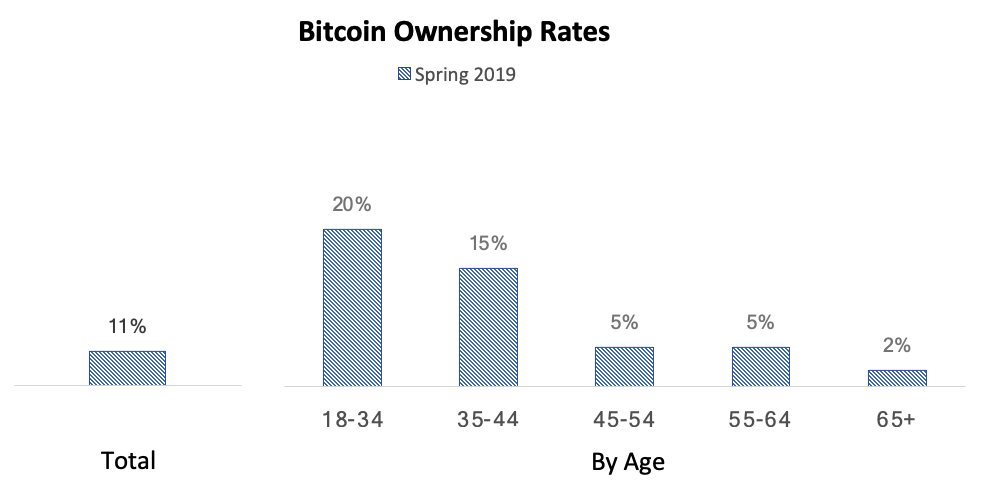 Bitcoin Ownership Rates
Spring 2019
11%
Total
20%
15%
5%
5%
2%
18-34
35-44
45-54
55-64
65+
By Age